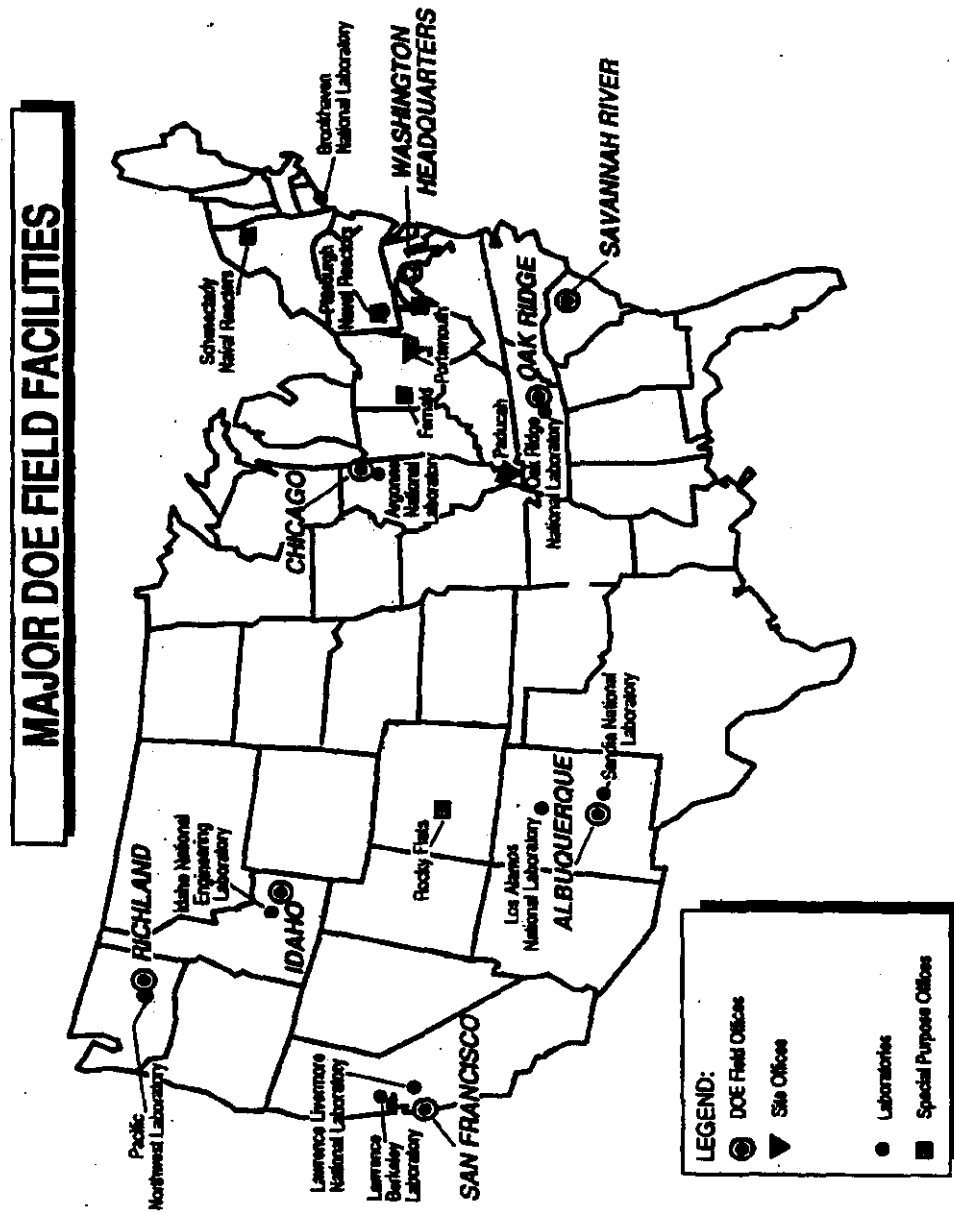 MAJOR DOE FIELD FACILITIES
Pacific
Northwest Laboratory
RICHLAND
Idaho National
Engineering
Laboratory
IDAHO
Lawrence Livermore
National Laboratory
Lawrence
Berkeley
Laboratory
SAN FRANCISCO
Rocky Flats
Los Alamos
National Laboratory
ALBUQUERQUE
Sandia National
Laboratory
CHICAGO
Argonne
National
Laboratory
Fernald
Portsmouth
Paducah
Oak Ridge
National Laboratory
OAK RIDGE
Schenectady
Naval Reactors
Pittsburgh
Naval Reactors
Brookhaven
National Laboratory
WASHINGTON
HEADQUARTERS
SAVANNAH RIVER
LEGEND:
DOE Field Offices
Site Offices
Laboratories
Special Purpose Offices